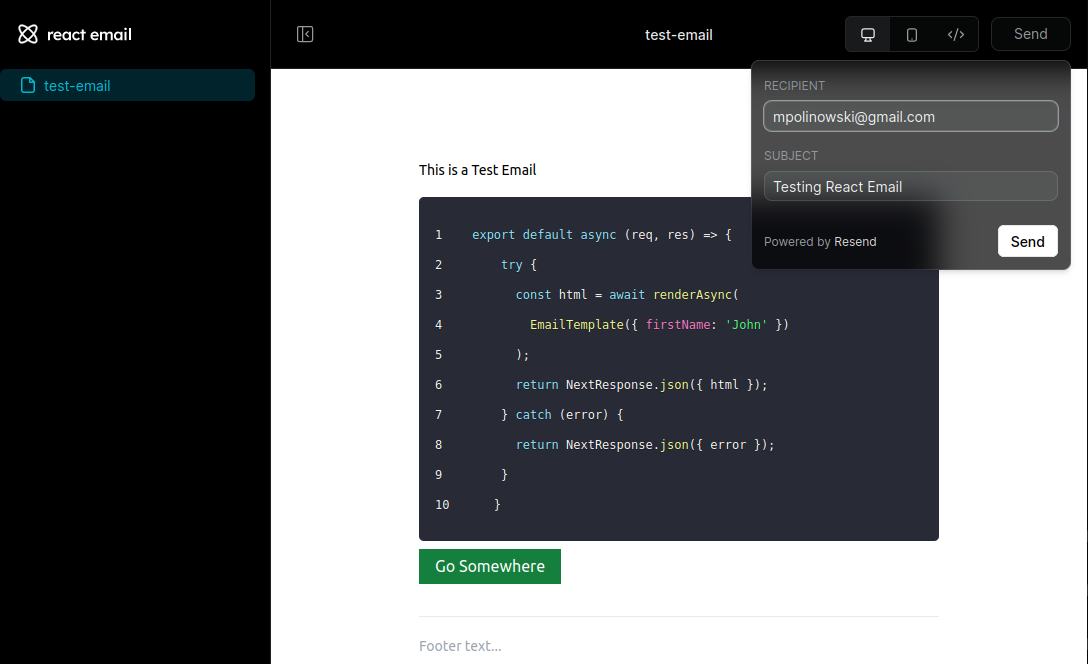 react email
test-email
test-email
Send
RECIPIENT
mpolinowski@gmail.com
SUBJECT
Testing React Email
Powered by Resend
Send
This is a Test Email
1 export default async (req, res) => {
2 try {
3 const html = await renderAsync(
4 EmailTemplate({ firstName: 'John' })
5 );
6 return NextResponse.json({ html });
7 } catch (error) {
8 return NextResponse.json({ error });
9 }
10 }
Go Somewhere
Footer text...